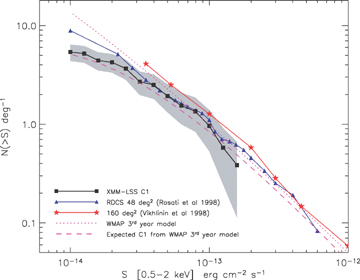 10.0
1.0
0.1
N(>S) deg⁻¹
XMM-LSS C1
RDCS 48 deg² (Rosati et al 1998)
160 deg² (Vikhlinin et al 1998)
WMAP 3rd year model
Expected C1 from WMAP 3rd year model
10⁻¹⁴ 10⁻¹³ 10⁻¹²
S [0.5-2 keV] erg cm⁻² s⁻¹